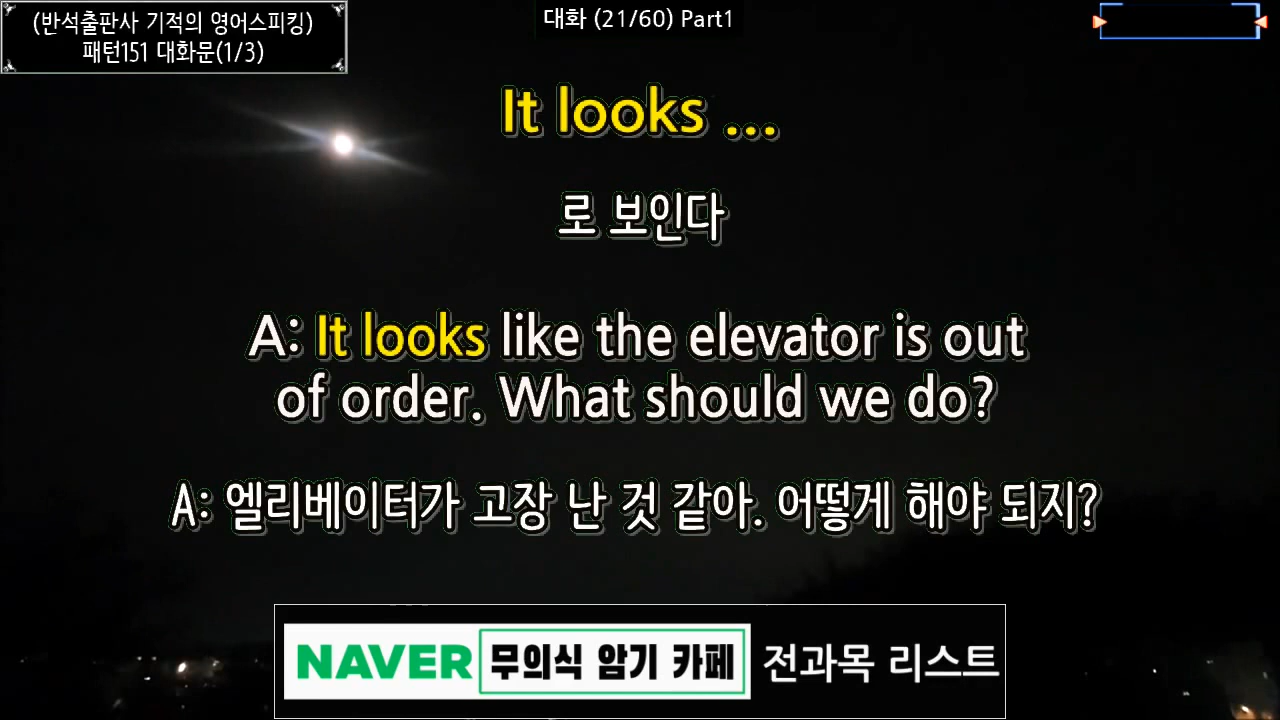 (반석출판사 기적의 영어스피킹)
패턴151 대화문(1/3)
대화 (21/60) Part1
It looks ...
로 보인다
A: It looks like the elevator is out
of order. What should we do?
A: 엘리베이터가 고장 난 것 같아. 어떻게 해야 되지?
NAVER 무의식 암기 카페 전과목 리스트